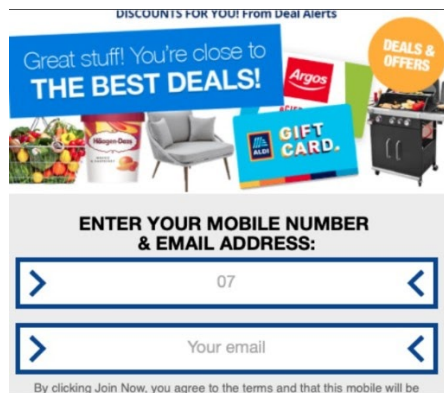 DISCOUNTS FOR YOU! From Deal Alerts
Great stuff! You're close to
THE BEST DEALS!
DEALS &
OFFERS
Argos
Häagen-Dazs
ALDI
GIFT
CARD.
ENTER YOUR MOBILE NUMBER
& EMAIL ADDRESS:
07
Your email
By clicking Join Now, you agree to the terms and that this mobile will be